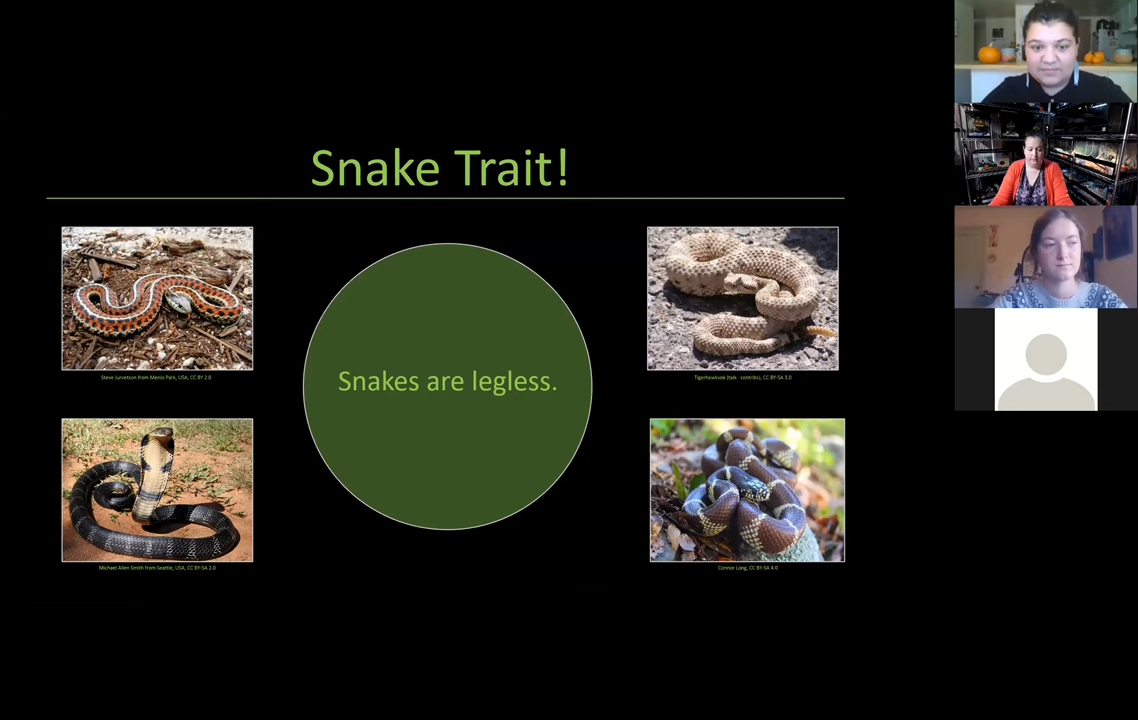 Snake Trait!
Steve Jurvetson from Menlo Park, USA, CC BY 2.0
Tigerhawkvok (talk · contribs), CC BY-SA 3.0
Snakes are legless.
Michael Allen Smith from Seattle, USA, CC BY-SA 2.0
Connor Long, CC BY-SA 4.0